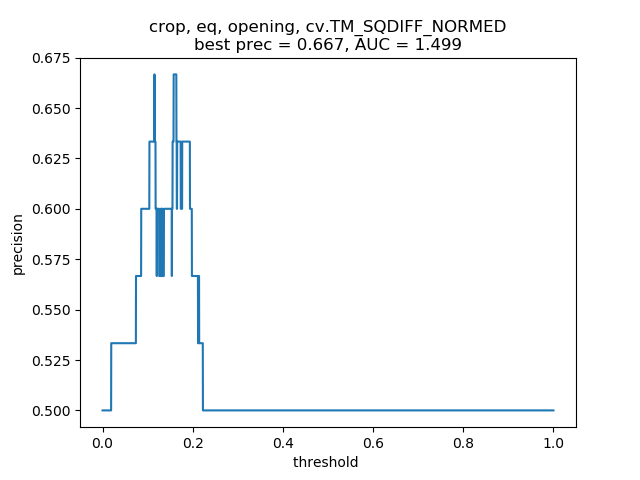 crop, eq, opening, cv.TM_SQDIFF_NORMED
best prec = 0.667, AUC = 1.499
0.675
0.650
0.625
0.600
0.575
0.550
0.525
0.500
precision
0.0 0.2 0.4 0.6 0.8 1.0
threshold